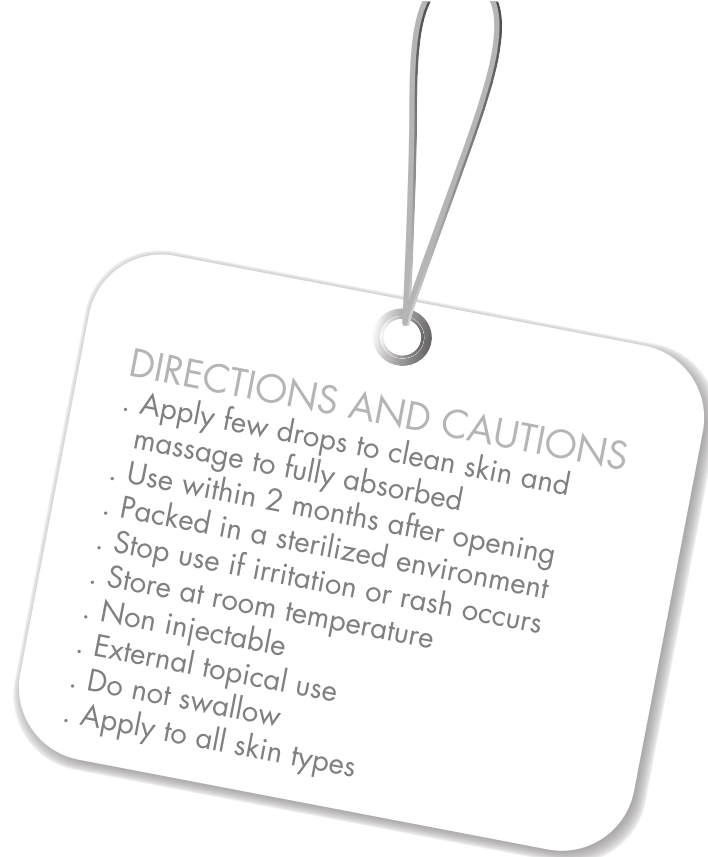 DIRECTIONS AND CAUTIONS
. Apply few drops to clean skin and
massage to fully absorbed
. Use within 2 months after opening
. Packed in a sterilized environment
. Stop use if irritation or rash occurs
. Store at room temperature
. Non injectable
. External topical use
. Do not swallow
. Apply to all skin types